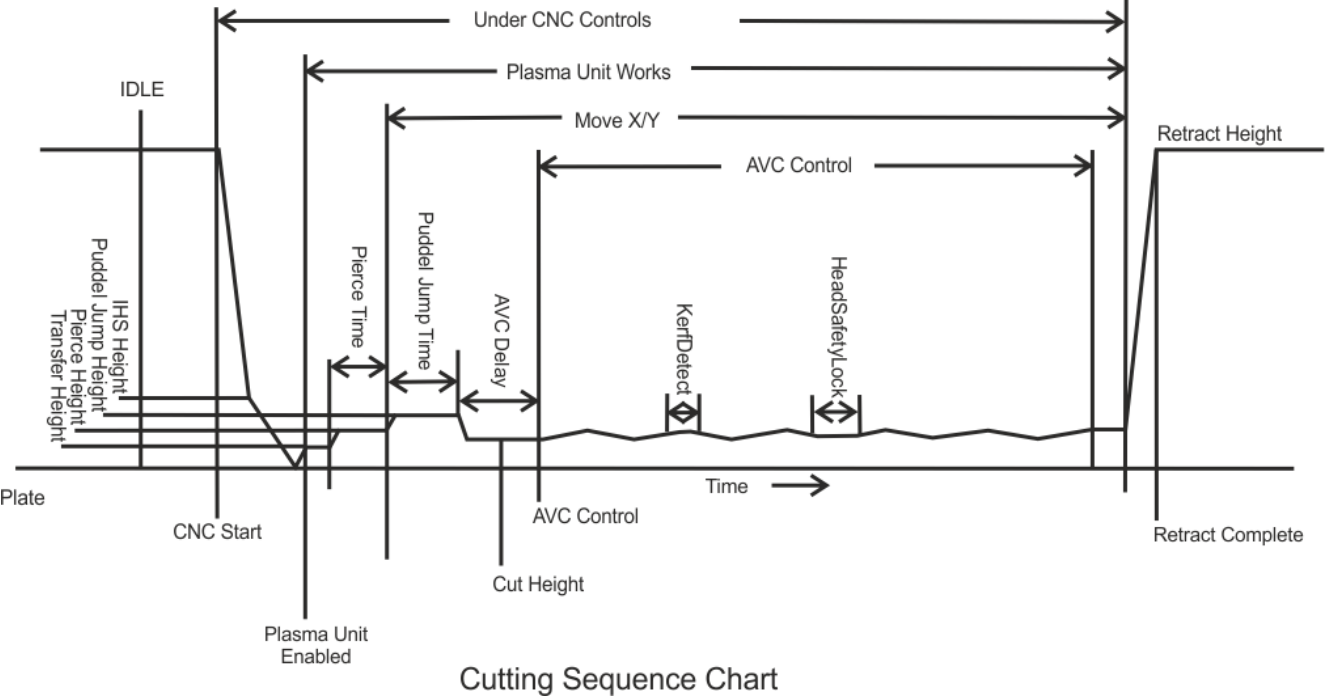 Under CNC Controls
Plasma Unit Works
IDLE
Move X/Y
Retract Height
AVC Control
Transfer Height
Pierce Height
Puddel Jump Height
IHS Height
Pierce Time
Puddel Jump Time
AVC Delay
KerfDetect
HeadSafetyLock
Time
Plate
CNC Start
AVC Control
Retract Complete
Cut Height
Plasma Unit
Enabled
Cutting Sequence Chart